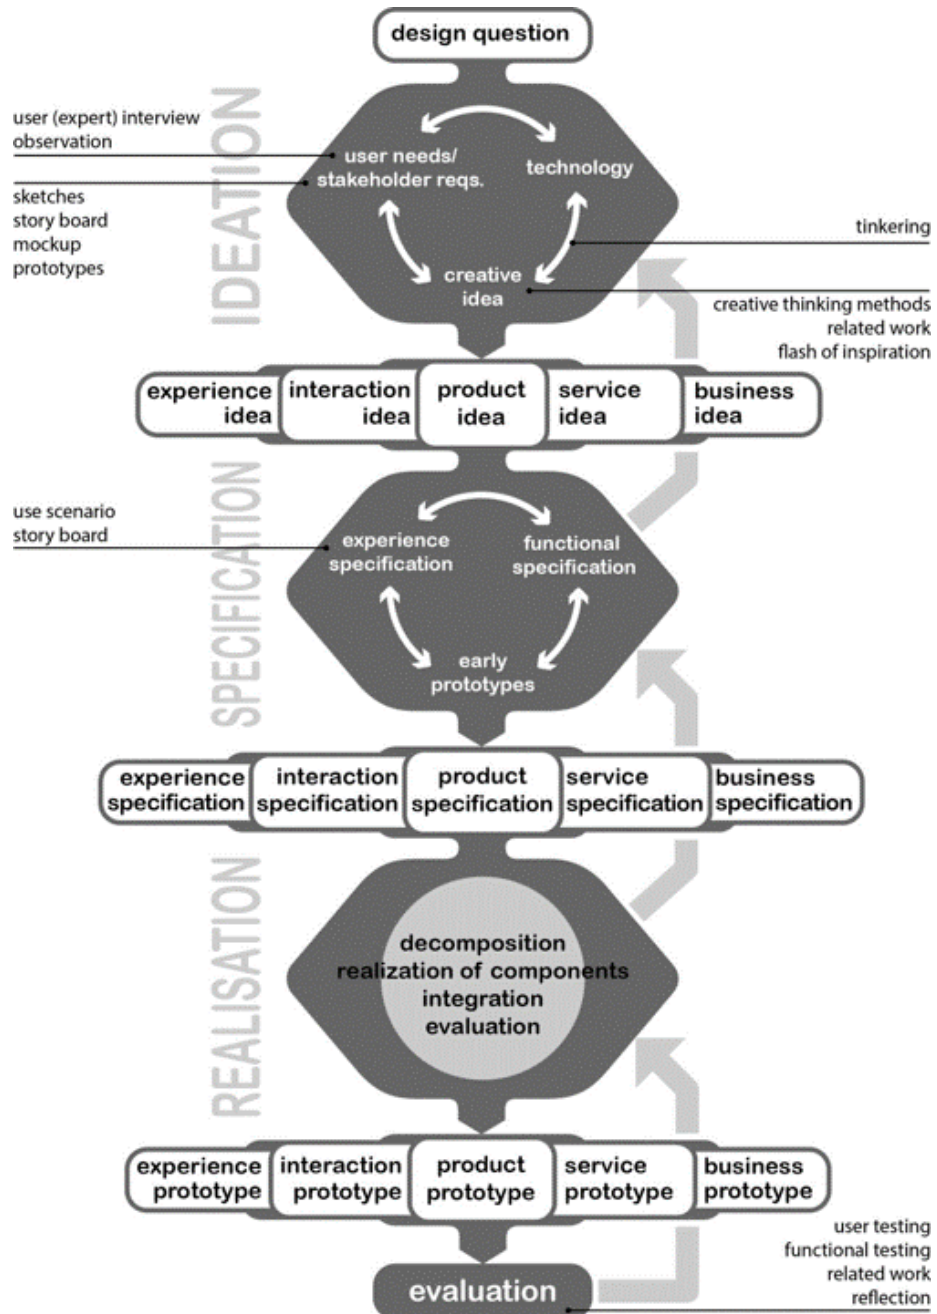 design question
IDEATION
user (expert) interview
observation
user needs/
stakeholder reqs.
technology
sketches
story board
mockup
prototypes
tinkering
creative
idea
creative thinking methods
related work
flash of inspiration
experience
idea
interaction
idea
product
idea
service
idea
business
idea
SPECIFICATION
use scenario
story board
experience
specification
functional
specification
early
prototypes
experience
specification
interaction
specification
product
specification
service
specification
business
specification
REALISATION
decomposition
realization of components
integration
evaluation
experience
prototype
interaction
prototype
product
prototype
service
prototype
business
prototype
evaluation
user testing
functional testing
related work
reflection